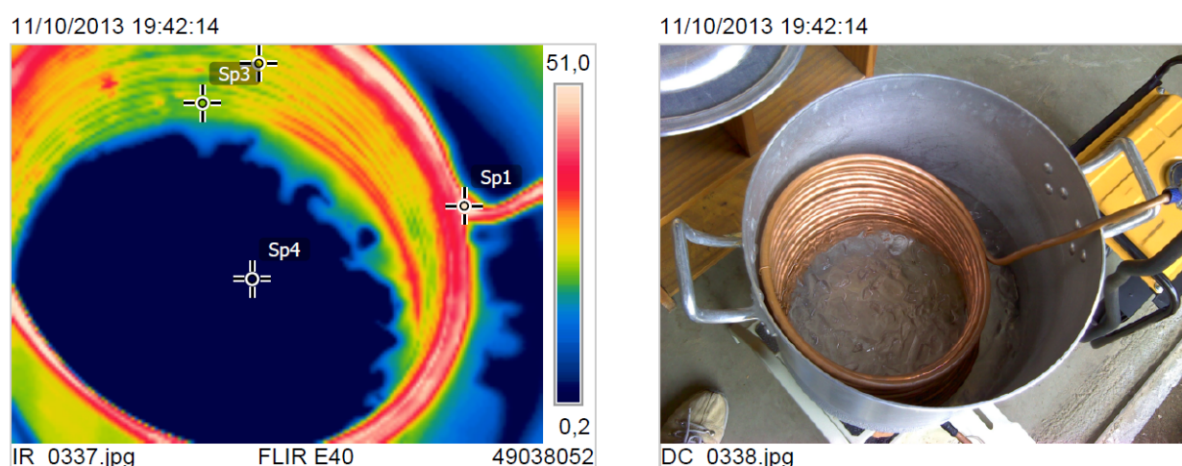 11/10/2013 19:42:14
51,0
Sp3
Sp1
Sp4
0,2
IR_0337.jpg FLIR E40 49038052
11/10/2013 19:42:14
DC_0338.jpg